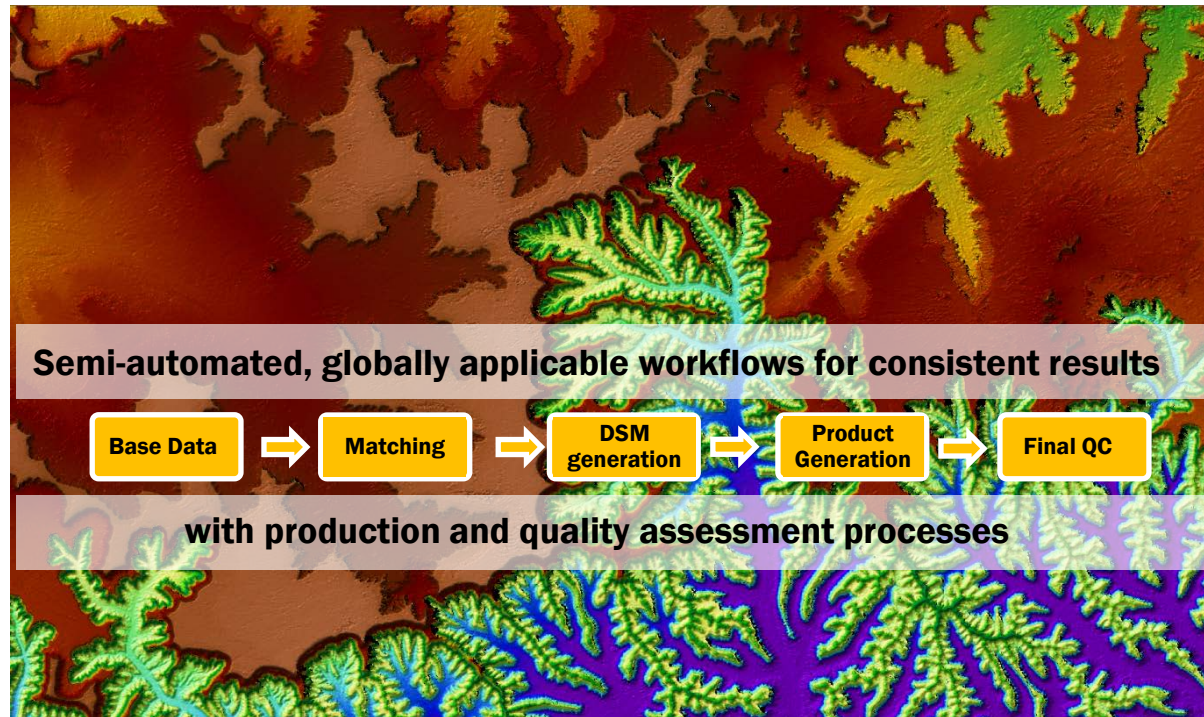 Semi-automated, globally applicable workflows for consistent results
Base Data
Matching
DSM
generation
Product
Generation
Final QC
with production and quality assessment processes